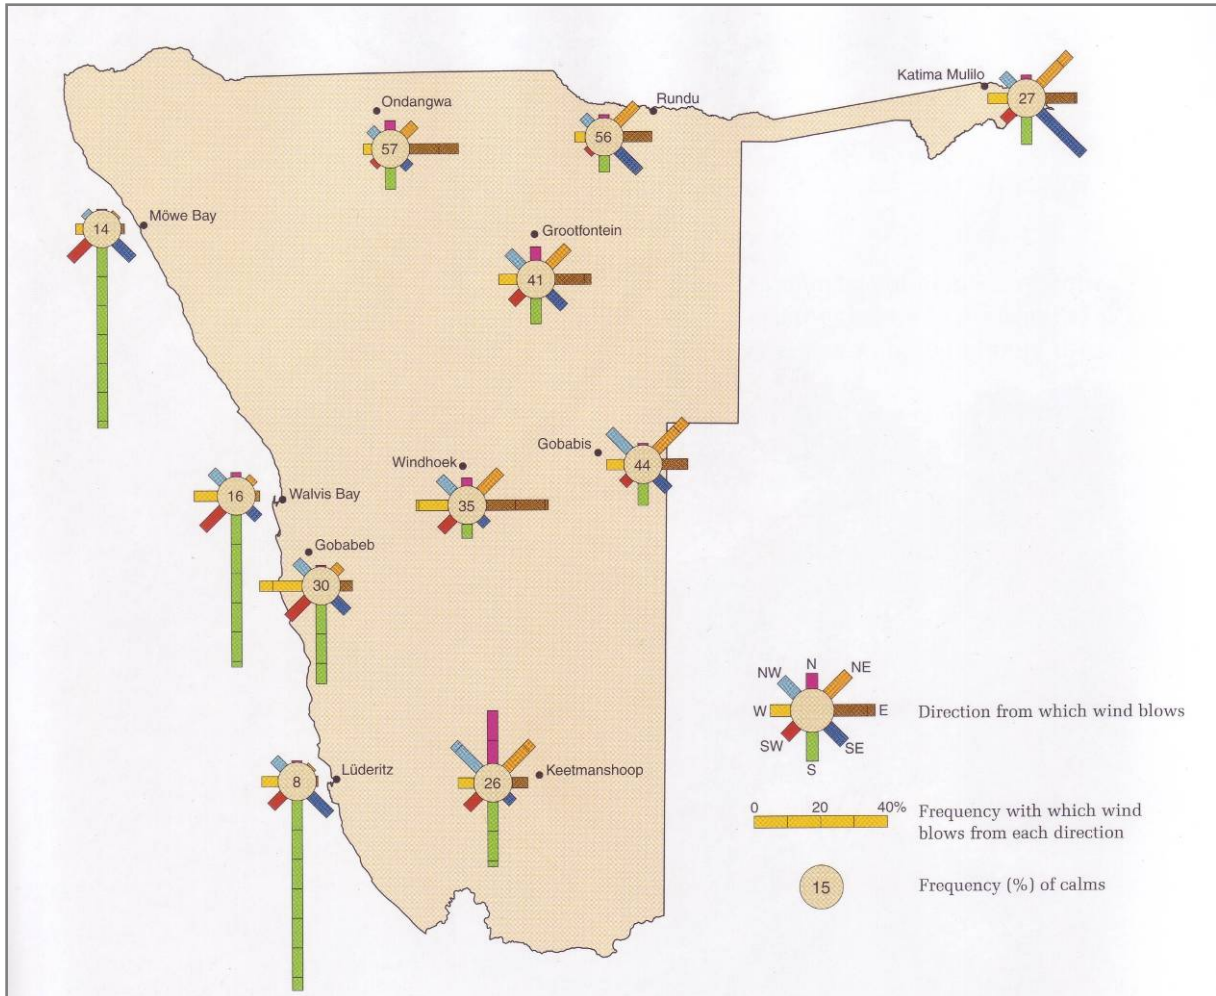 Katima Mulilo
27
Ondangwa
57
Rundu
56
Möwe Bay
14
Grootfontein
41
Gobabis
44
Windhoek
35
Walvis Bay
16
Gobabeb
30
Lüderitz
8
Keetmanshoop
26
N
NW
NE
W
E
SW
SE
S
Direction from which wind blows
0 20 40%
Frequency with which wind
blows from each direction
15
Frequency (%) of calms